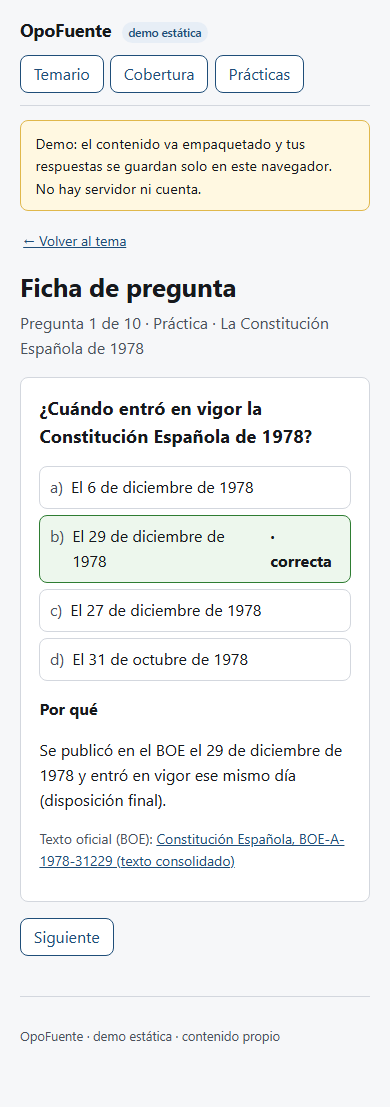 OpoFuente demo estática
Temario Cobertura Prácticas
Demo: el contenido va empaquetado y tus
respuestas se guardan solo en este navegador.
No hay servidor ni cuenta.
← Volver al tema
Ficha de pregunta
Pregunta 1 de 10 · Práctica · La Constitución
Española de 1978
¿Cuándo entró en vigor la
Constitución Española de 1978?
a) El 6 de diciembre de 1978
b) El 29 de diciembre de
1978
·
correcta
c) El 27 de diciembre de 1978
d) El 31 de octubre de 1978
Por qué
Se publicó en el BOE el 29 de diciembre de
1978 y entró en vigor ese mismo día
(disposición final).
Texto oficial (BOE): Constitución Española, BOE-A-
1978-31229 (texto consolidado)
Siguiente
OpoFuente · demo estática · contenido propio